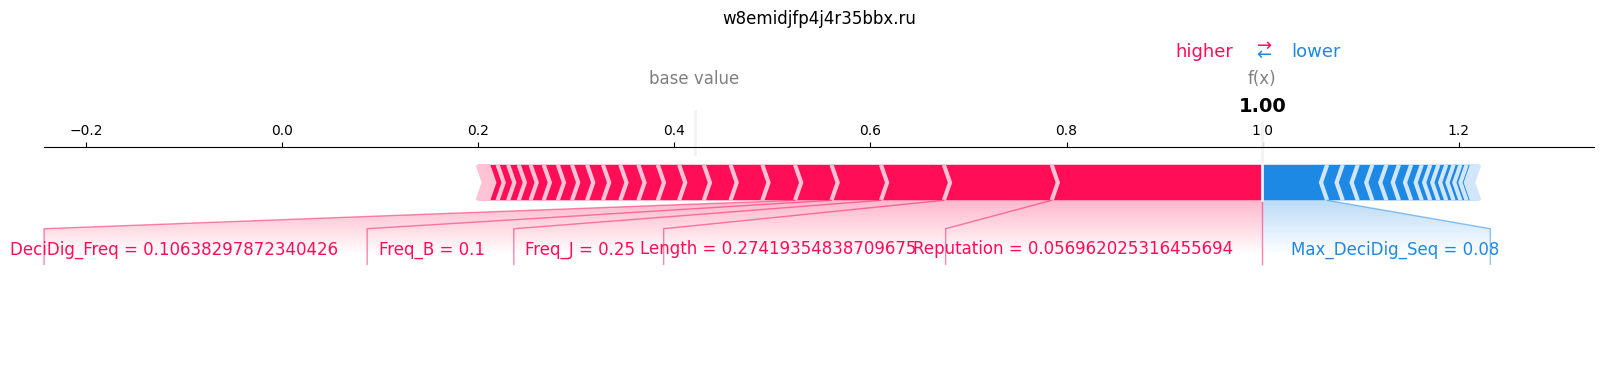 w8emidjfp4j4r35bbx.ru
higher ⇄ lower
base value f(x)
1.00
−0.2 0.0 0.2 0.4 0.6 0.8 1.0 1.2
DeciDig_Freq = 0.10638297872340426 Freq_B = 0.1 Freq_J = 0.25 Length = 0.27419354838709675 Reputation = 0.056962025316455694 Max_DeciDig_Seq = 0.08